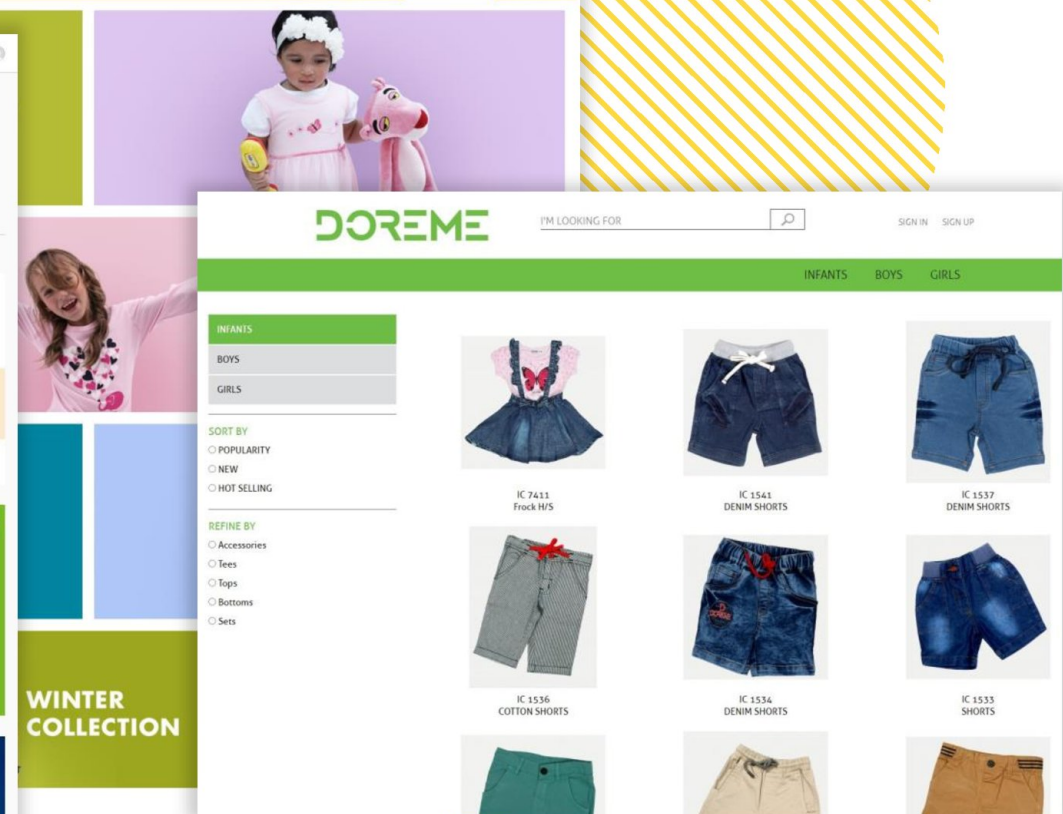 DOREME
I'M LOOKING FOR
SIGN IN SIGN UP
INFANTS BOYS GIRLS
INFANTS
BOYS
GIRLS
SORT BY
POPULARITY
NEW
HOT SELLING
REFINE BY
Accessories
Tees
Tops
Bottoms
Sets
IC 7411
Frock H/S
IC 1541
DENIM SHORTS
IC 1537
DENIM SHORTS
IC 1536
COTTON SHORTS
IC 1534
DENIM SHORTS
IC 1533
SHORTS
WINTER
COLLECTION